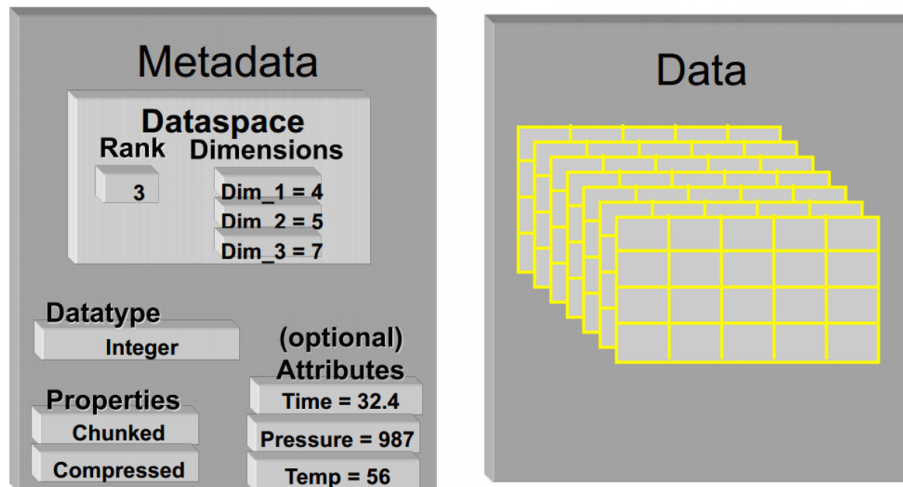 Metadata
Dataspace
Rank
Dimensions
3
Dim_1 = 4
Dim_2 = 5
Dim_3 = 7
Datatype
Integer
Properties
Chunked
Compressed
(optional)
Attributes
Time = 32.4
Pressure = 987
Temp = 56
Data